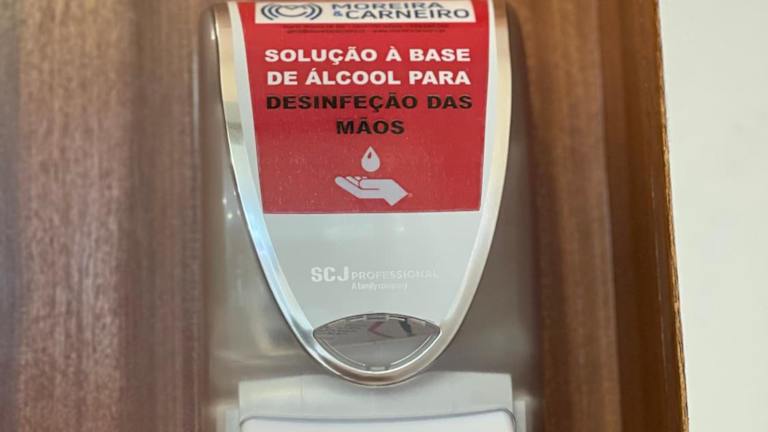 MOREIRA
&CARNEIRO
SOLUÇÃO À BASE
DE ÁLCOOL PARA
DESINFEÇÃO DAS
MÃOS
SCJ PROFESSIONAL
A family company